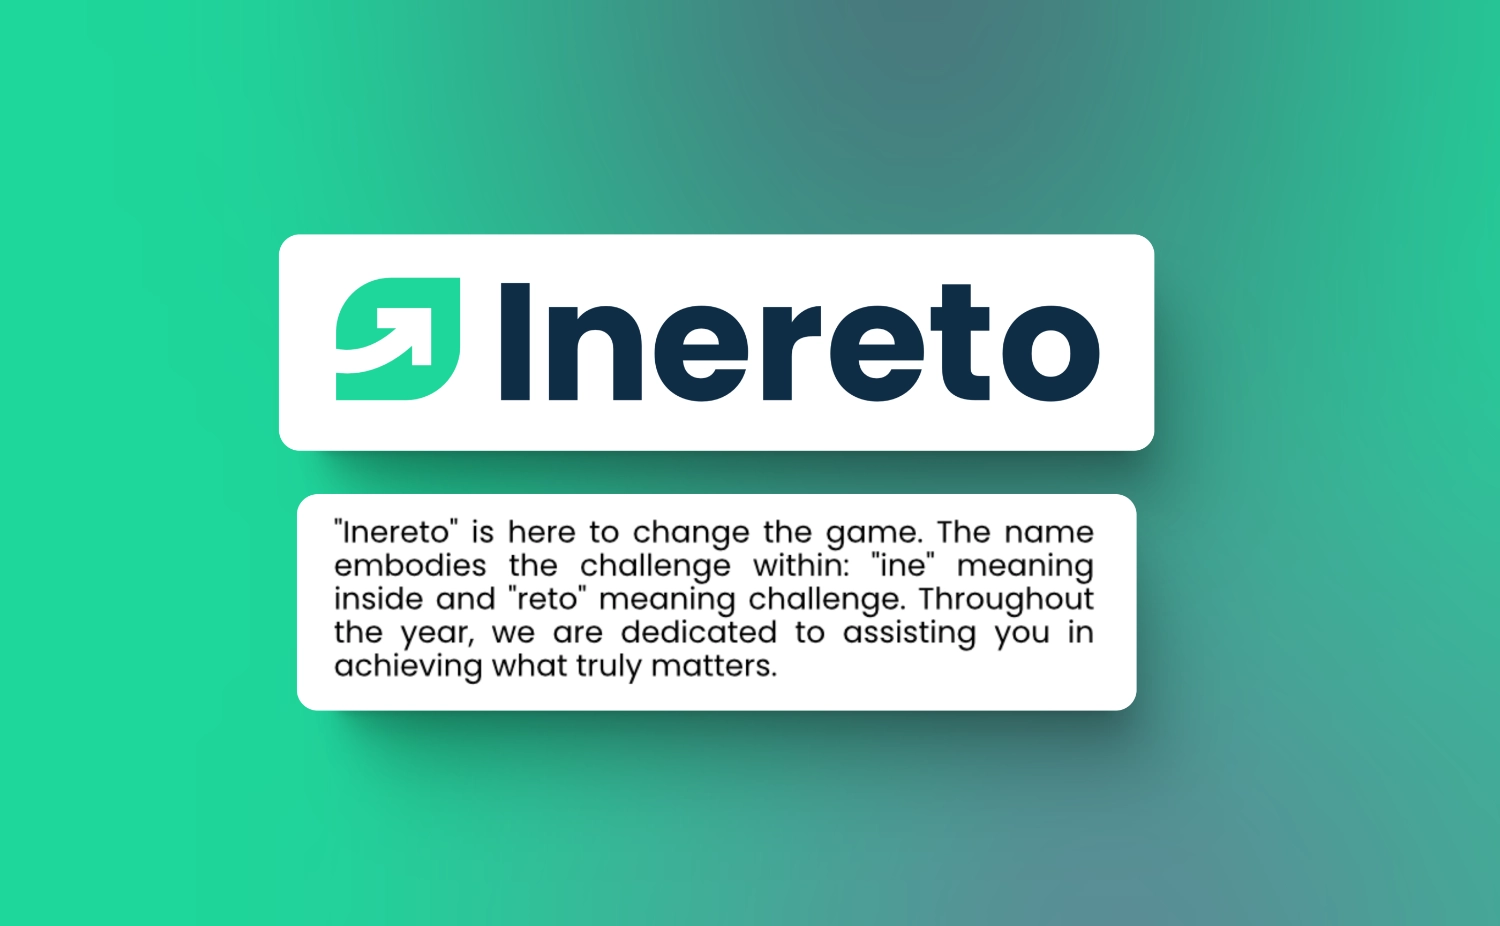 Inereto
"Inereto" is here to change the game. The name
embodies the challenge within: "ine" meaning
inside and "reto" meaning challenge. Throughout
the year, we are dedicated to assisting you in
achieving what truly matters.